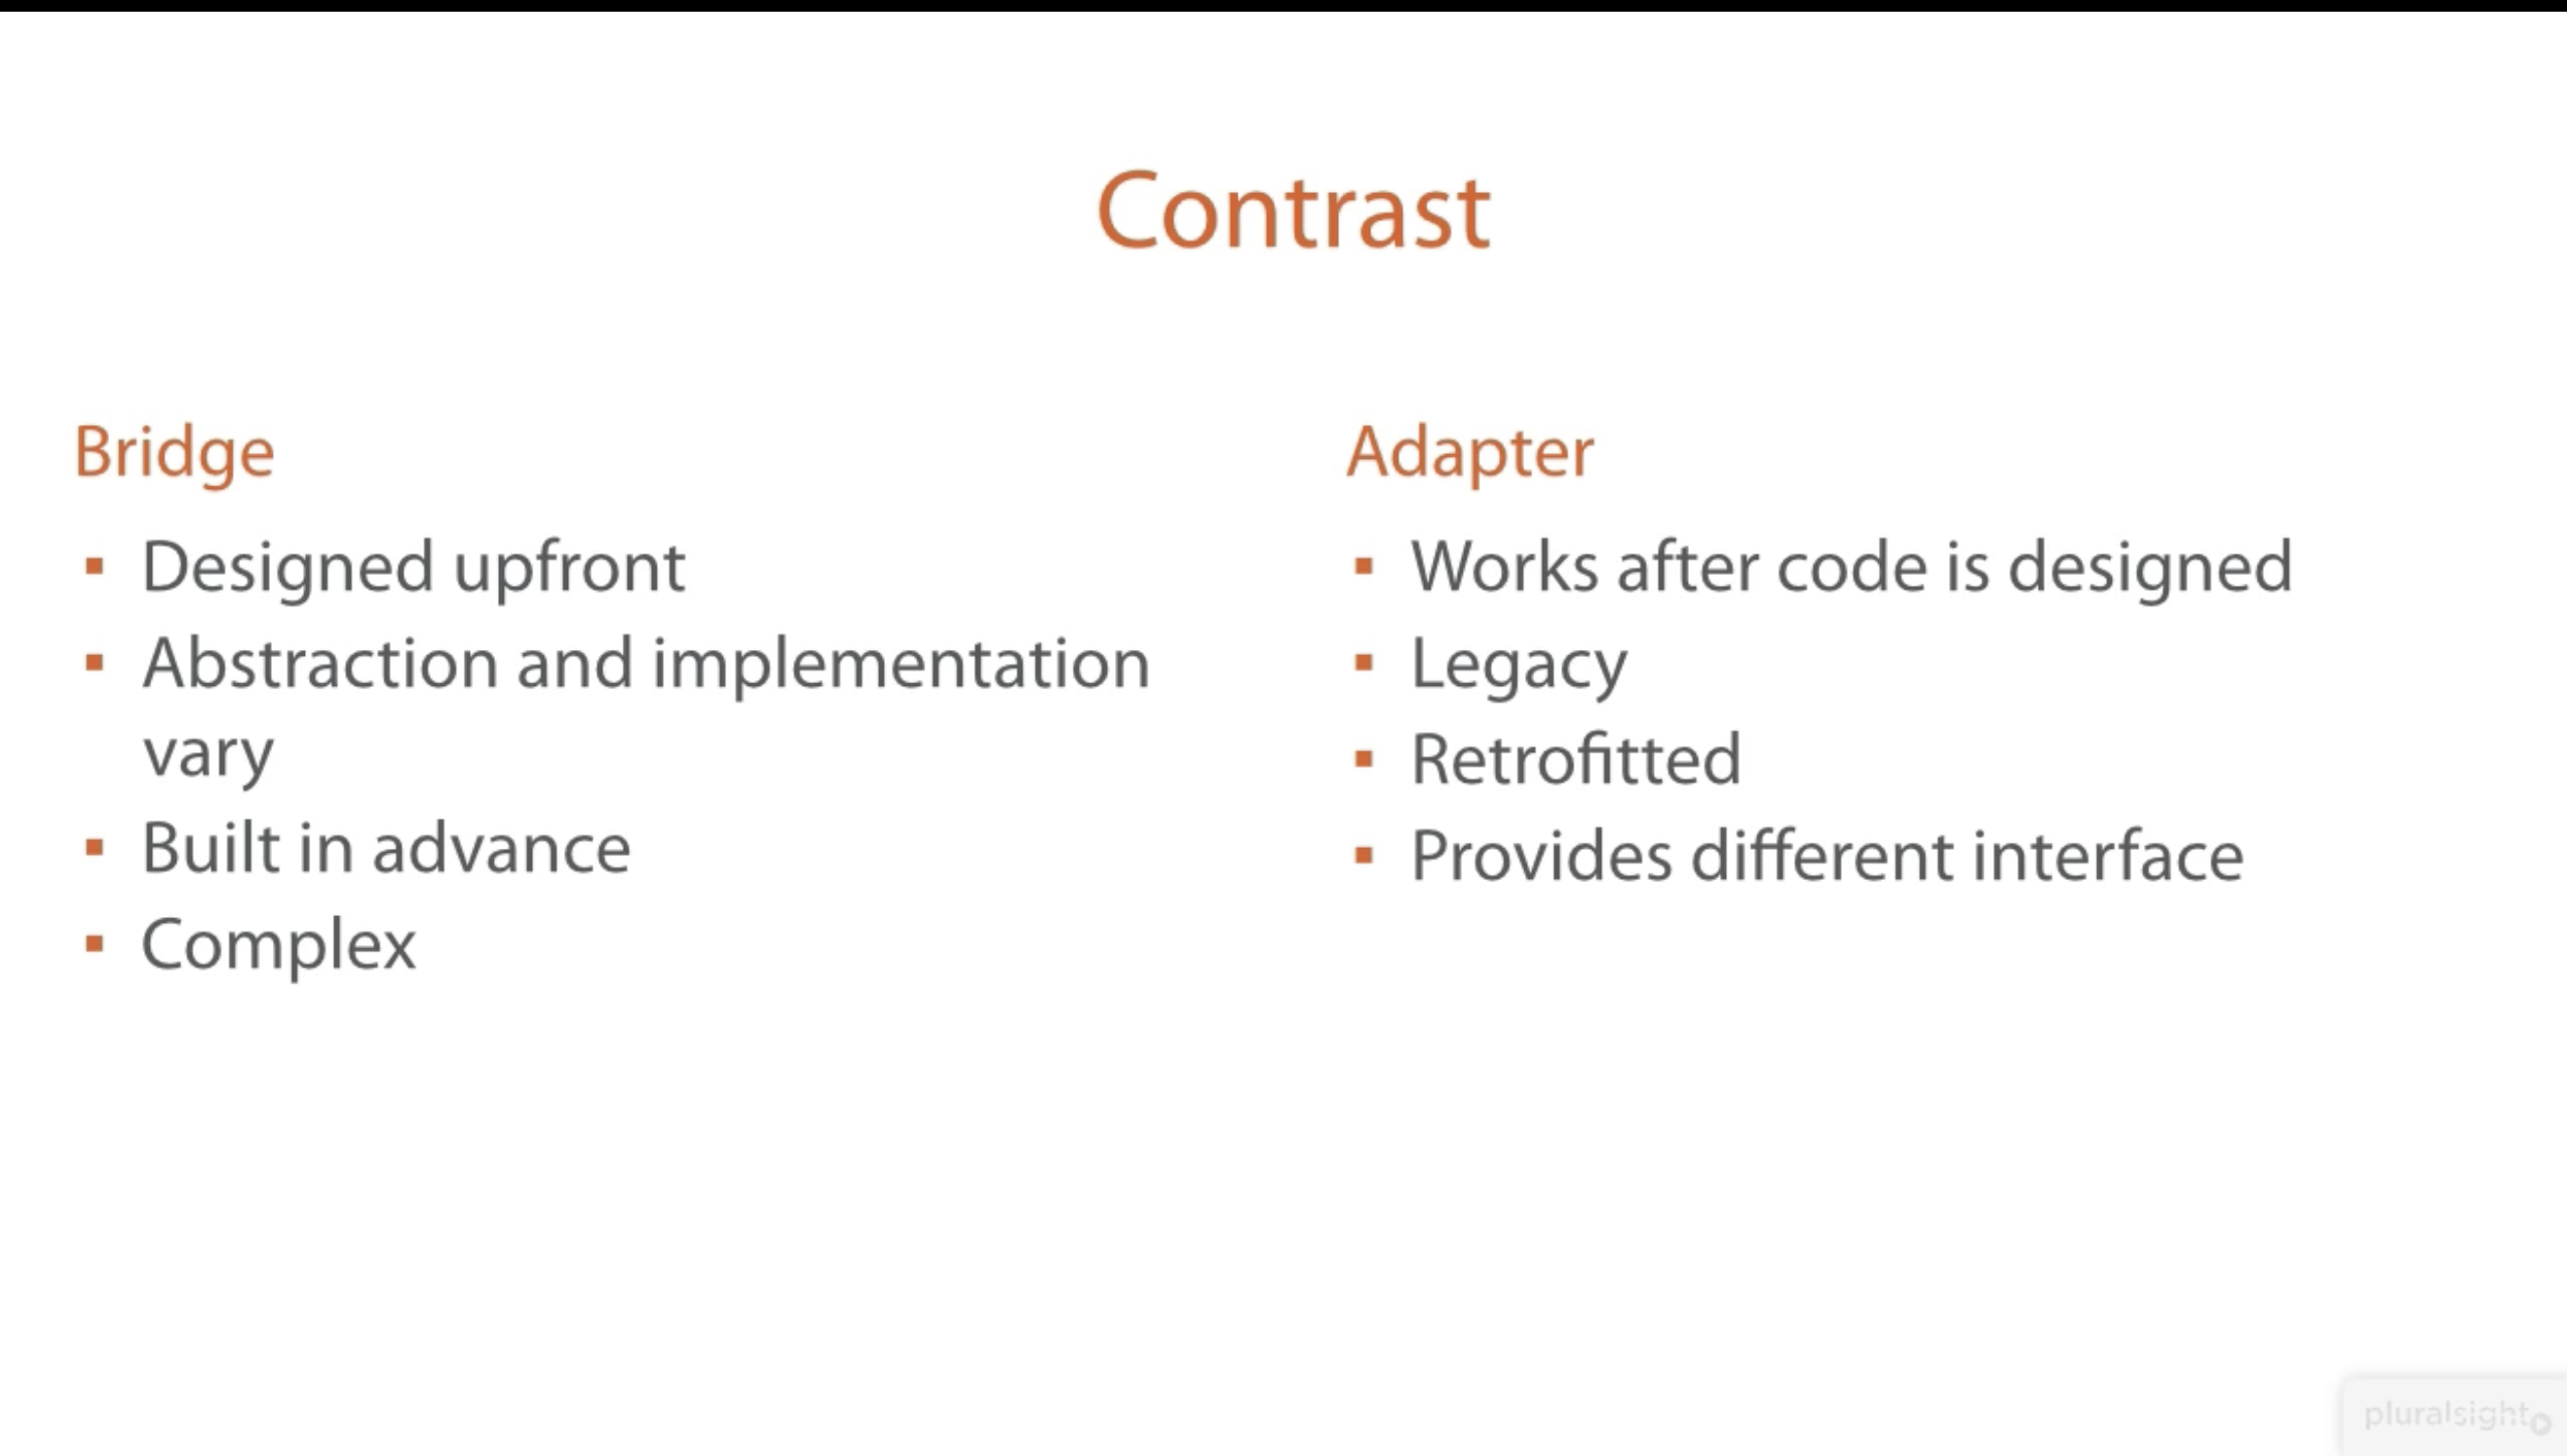 Contrast
Bridge
▪ Designed upfront
▪ Abstraction and implementation
vary
▪ Built in advance
▪ Complex
Adapter
▪ Works after code is designed
▪ Legacy
▪ Retrofitted
▪ Provides different interface
pluralsight